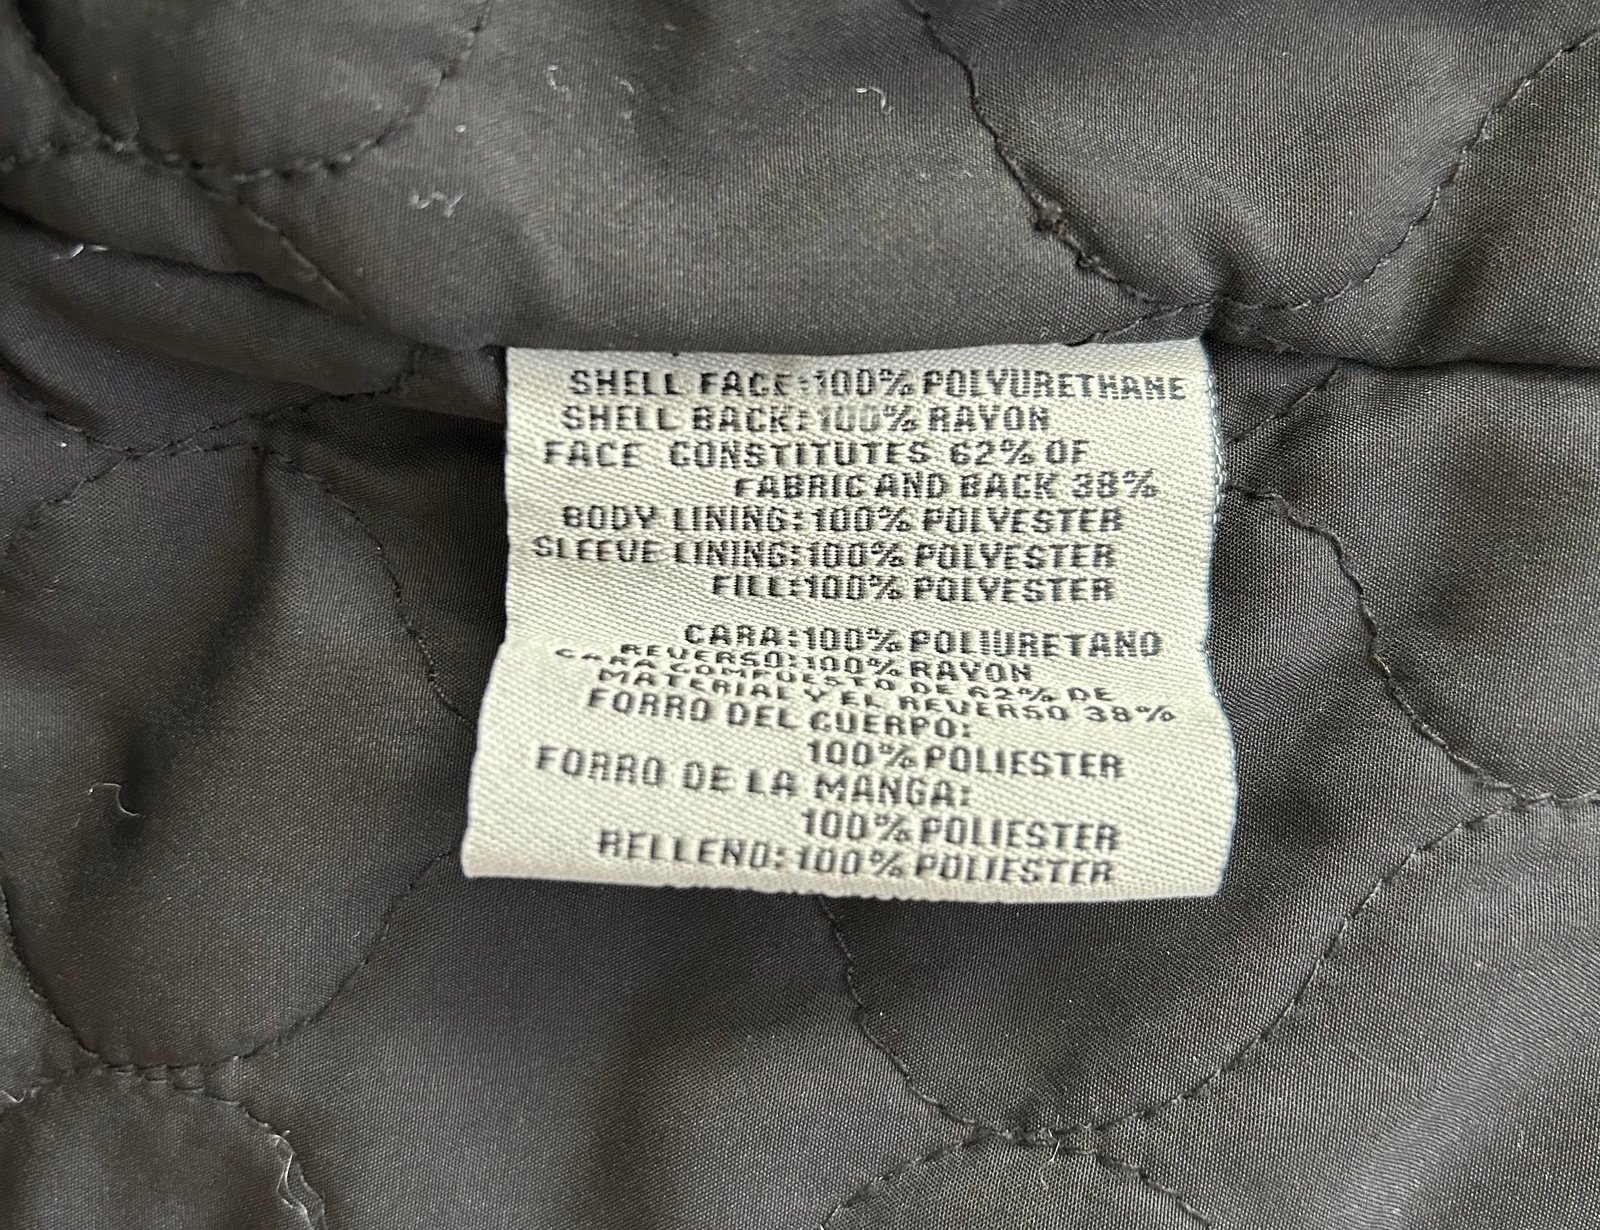 SHELL FACE:100% POLYURETHANE
SHELL BACK:100% RAYON
FACE CONSTITUTES 62% OF
FABRIC AND BACK 38%
BODY LINING:100% POLYESTER
SLEEVE LINING:100% POLYESTER
FILL:100% POLYESTER
CARA:100% POLIURETANO
REVERSO:100% RAYON
CARA COMPUESTO DE 62% DE
MATERIAL Y EL REVERSO 38%
FORRO DEL CUERPO:
100% POLIESTER
FORRO DE LA MANGA:
100% POLIESTER
RELLENO:100% POLIESTER